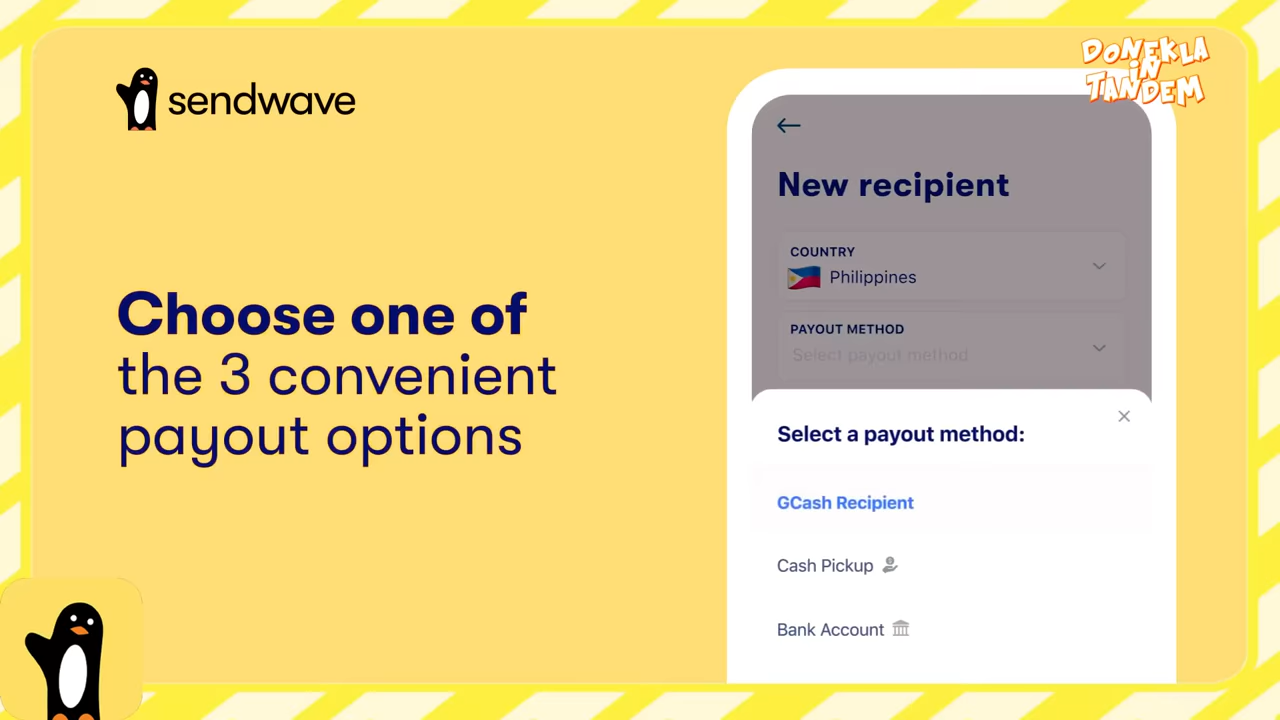 sendwave
DONEKLA
iN
TANDEM
Choose one of
the 3 convenient
payout options
New recipient
COUNTRY
Philippines
PAYOUT METHOD
Select payout method
Select a payout method:
GCash Recipient
Cash Pickup
Bank Account